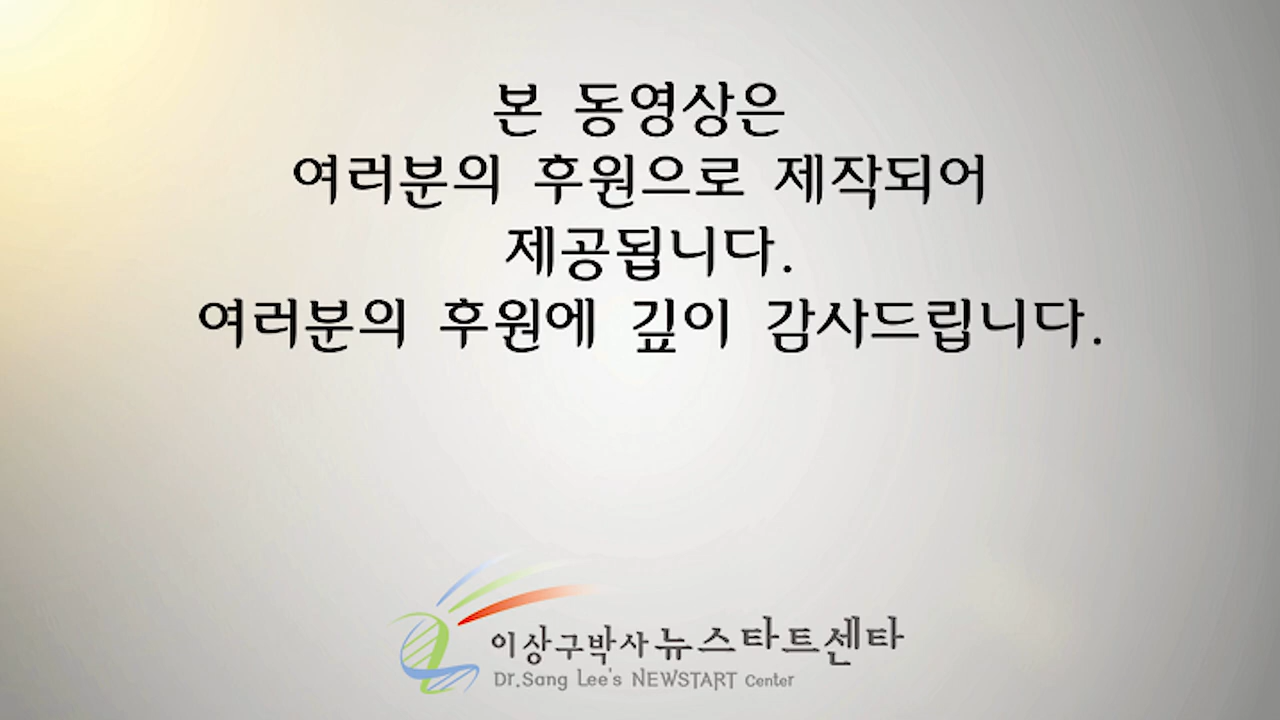 본 동영상은
여러분의 후원으로 제작되어
제공됩니다.
여러분의 후원에 깊이 감사드립니다.
이상구박사 뉴스타트센타
Dr.Sang Lee's NEWSTART Center